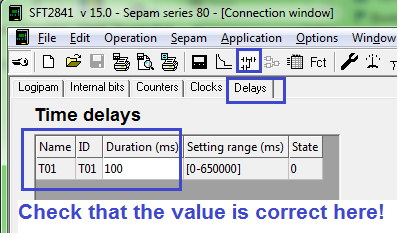 SFT2841 v 15.0 - Sepam series 80 - [Connection window]
File Edit Operation Sepam Application Options Window
Fct
Logipam Internal bits Counters Clocks Delays
Time delays
Name ID Duration (ms) Setting range (ms) State
T01 T01 100 [0-650000] 0
Check that the value is correct here!